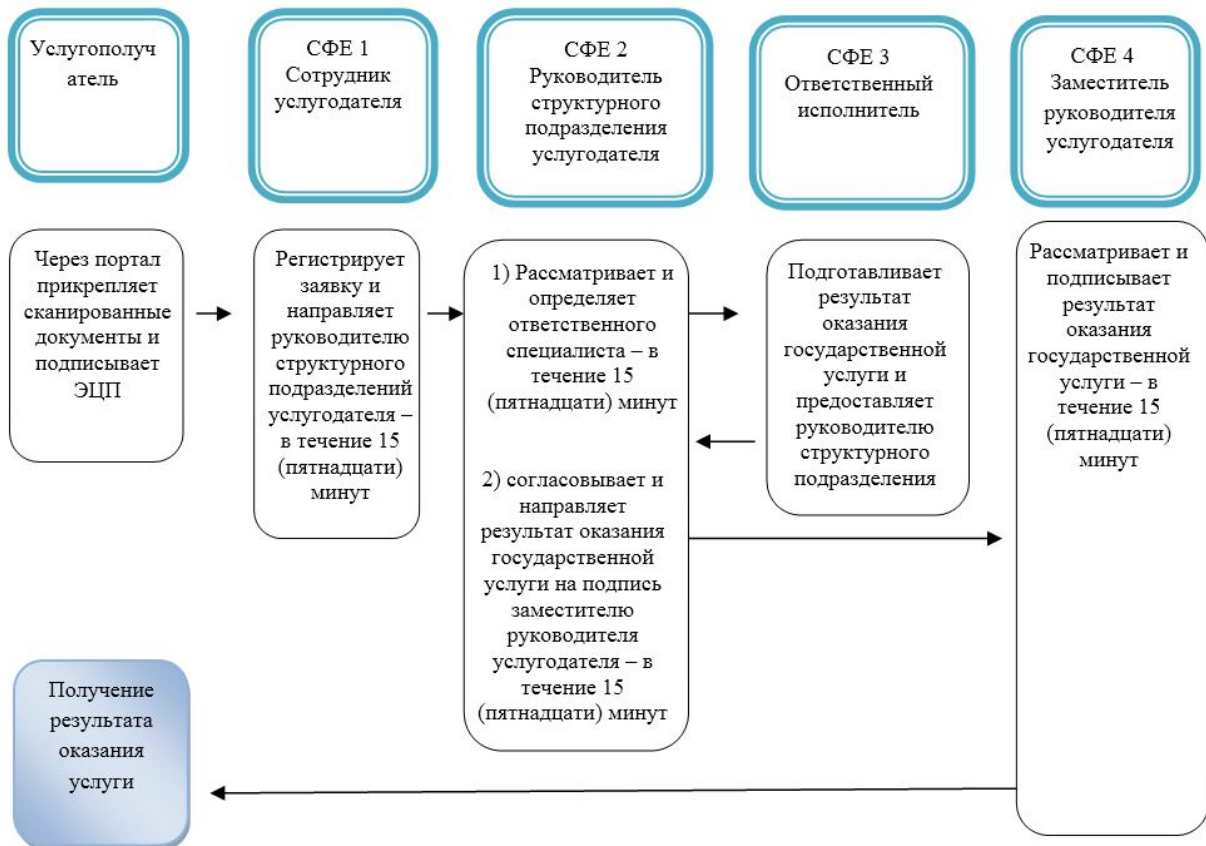 Услугополуч
атель
СФЕ 1
Сотрудник
услугодателя
СФЕ 2
Руководитель
структурного
подразделения
услугодателя
СФЕ 3
Ответственный
исполнитель
СФЕ 4
Заместитель
руководителя
услугодателя
Через портал
прикрепляет
сканированные
документы и
подписывает
ЭЦП
Регистрирует
заявку и
направляет
руководителю
структурного
подразделений
услугодателя –
в течение 15
(пятнадцати)
минут
1) Рассматривает и
определяет
ответственного
специалиста – в
течение 15
(пятнадцати) минут
2) согласовывает и
направляет
результат оказания
государственной
услуги на подпись
заместителю
руководителя
услугодателя – в
течение 15
(пятнадцати) минут
Подготавливает
результат
оказания
государственной
услуги и
предоставляет
руководителю
структурного
подразделения
Рассматривает и
подписывает
результат
оказания
государственной
услуги – в
течение 15
(пятнадцати)
минут
Получение
результата
оказания
услуги